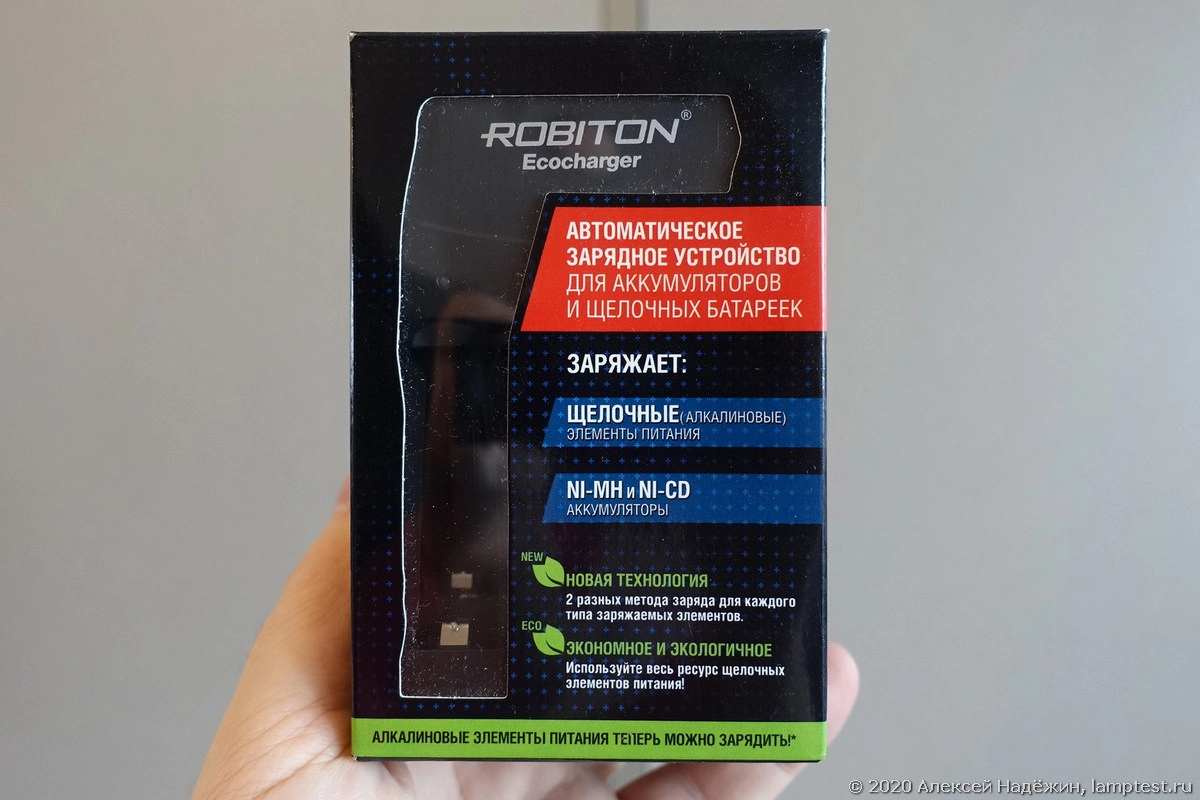 ROBITON®
Ecocharger
АВТОМАТИЧЕСКОЕ
ЗАРЯДНОЕ УСТРОЙСТВО
ДЛЯ АККУМУЛЯТОРОВ
И ЩЕЛОЧНЫХ БАТАРЕЕК
ЗАРЯЖАЕТ:
ЩЕЛОЧНЫЕ (АЛКАЛИНОВЫЕ)
ЭЛЕМЕНТЫ ПИТАНИЯ
NI-MH и NI-CD
АККУМУЛЯТОРЫ
NEW
НОВАЯ ТЕХНОЛОГИЯ
2 разных метода заряда для каждого
типа заряжаемых элементов.
ECO
ЭКОНОМНОЕ И ЭКОЛОГИЧНОЕ
Используйте весь ресурс щелочных
элементов питания!
АЛКАЛИНОВЫЕ ЭЛЕМЕНТЫ ПИТАНИЯ ТЕПЕРЬ МОЖНО ЗАРЯДИТЬ!*
© 2020 Алексей Надёжин, lamptest.ru